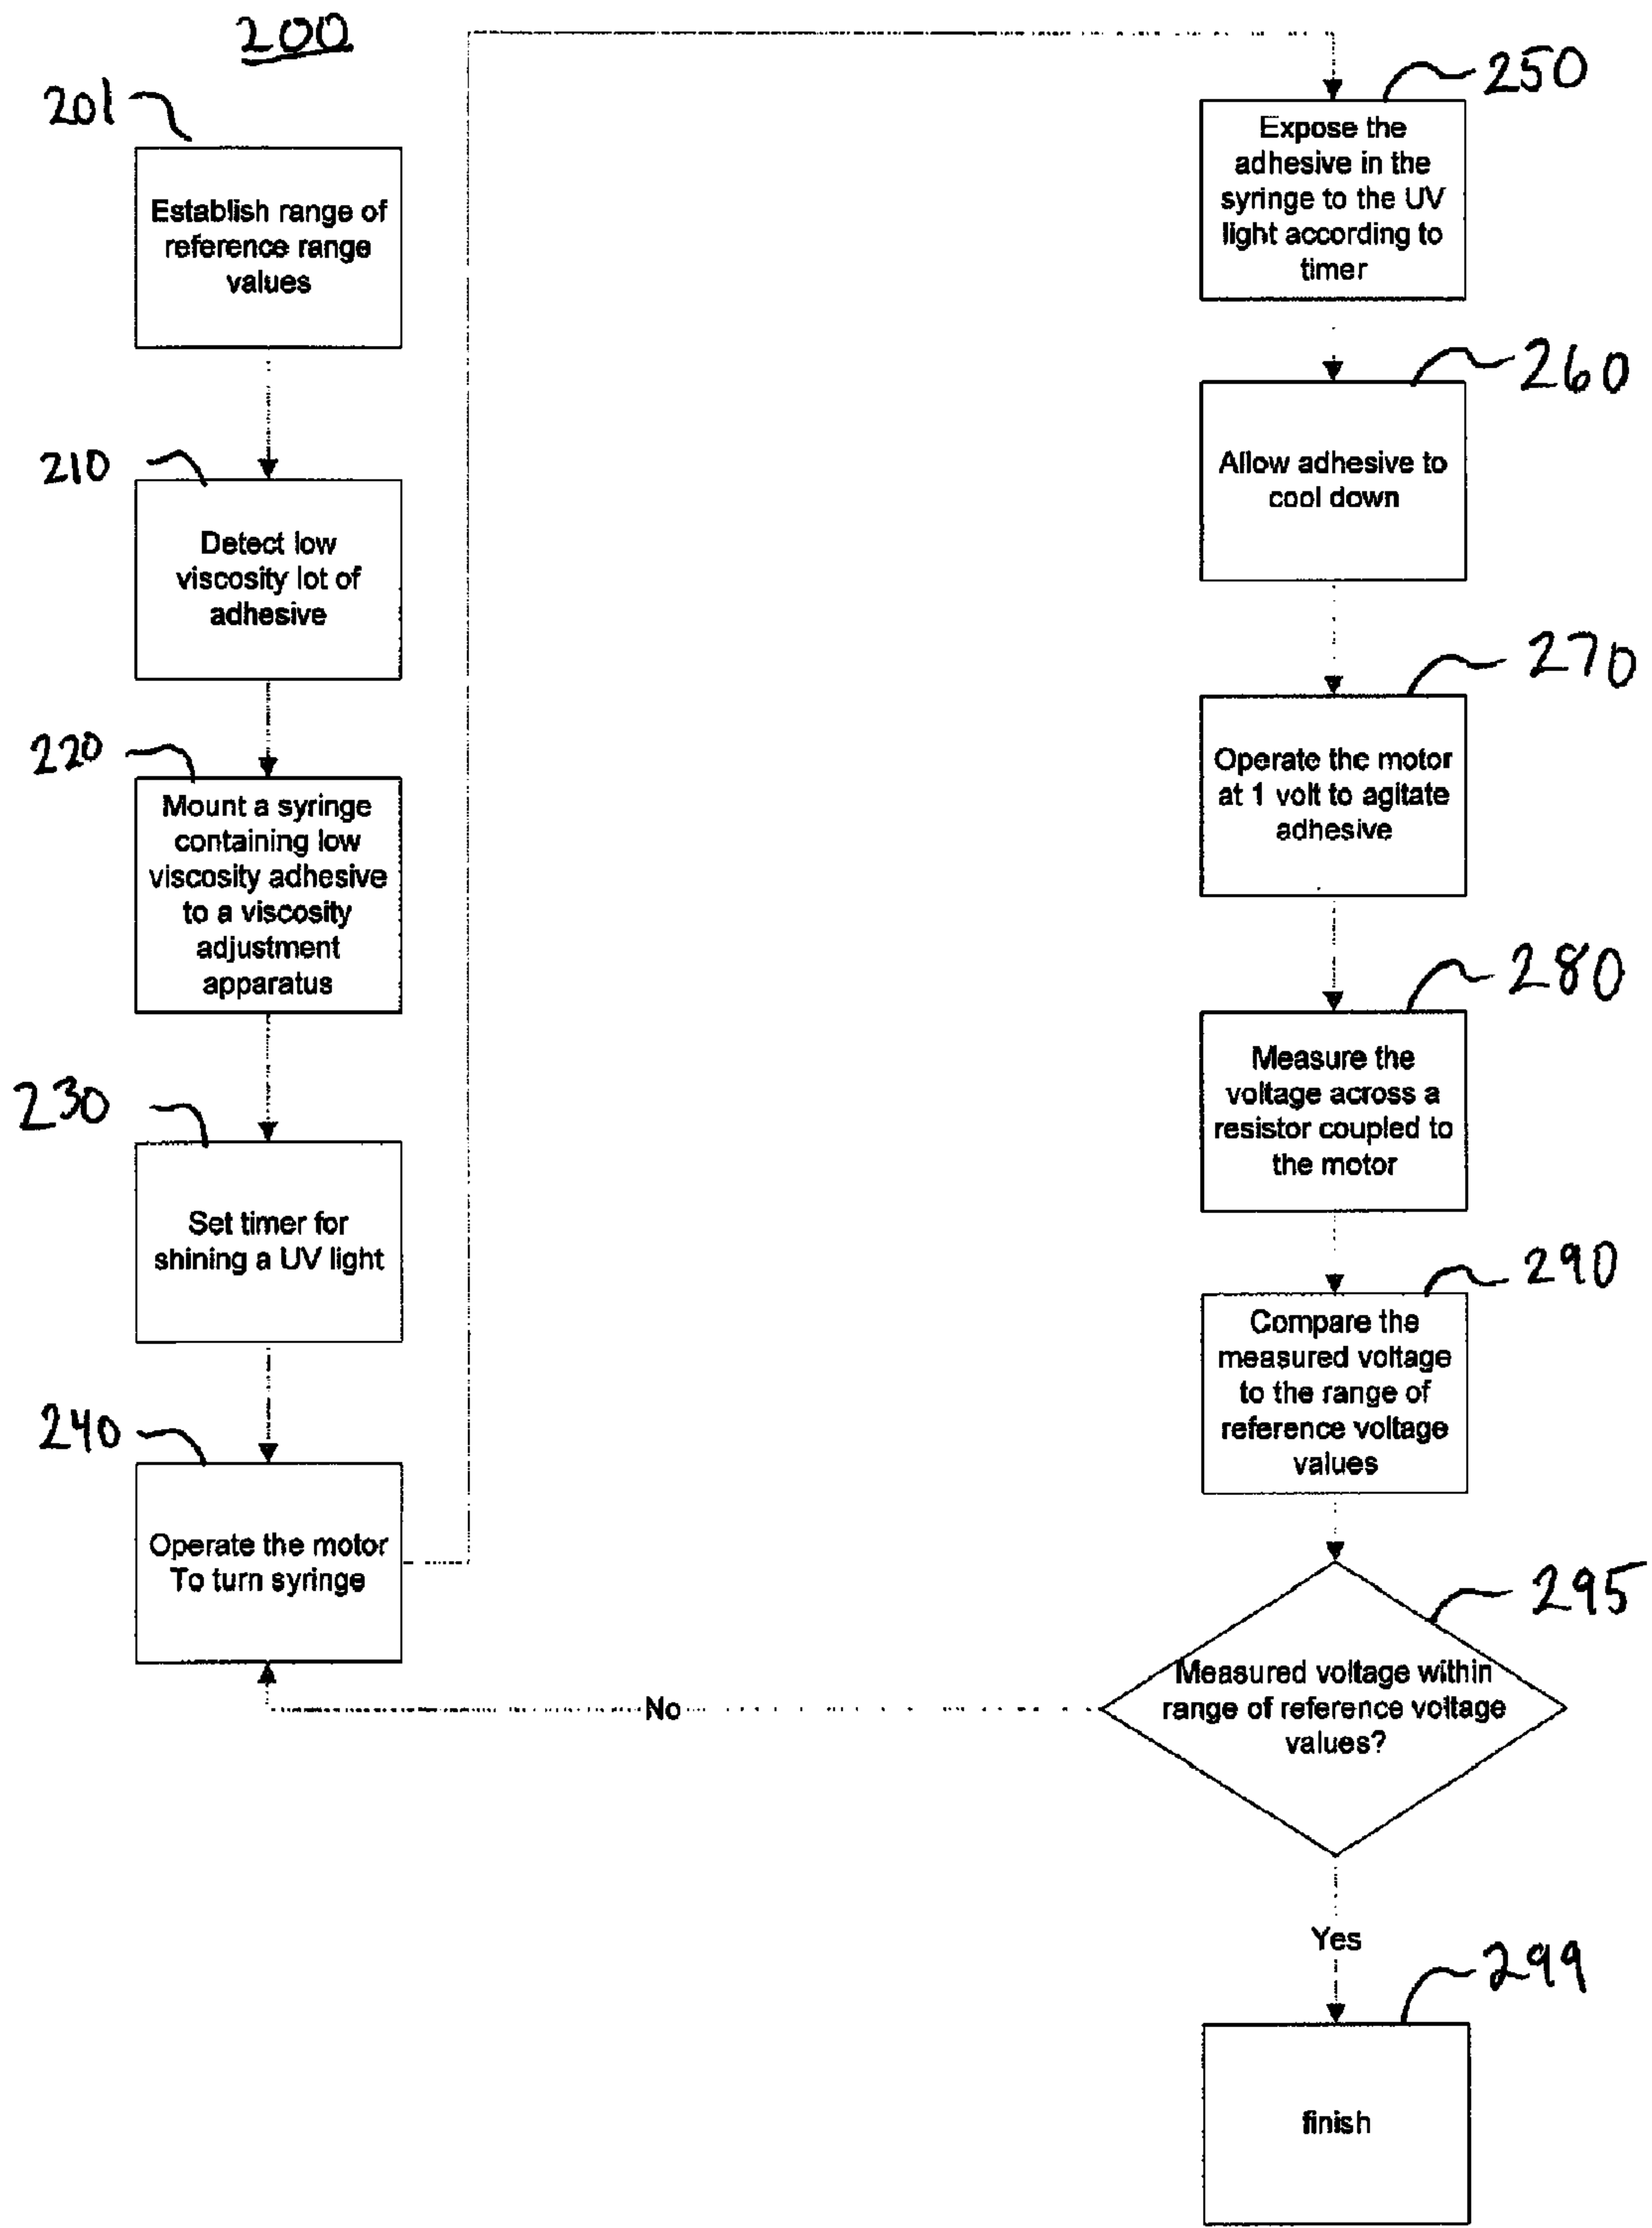 200
201
Establish range of
reference range
values
210
Detect low
viscosity lot of
adhesive
220
Mount a syringe
containing low
viscosity adhesive
to a viscosity
adjustment
apparatus
230
Set timer for
shining a UV light
240
Operate the motor
To turn syringe
250
Expose the
adhesive in the
syringe to the UV
light according to
timer
260
Allow adhesive to
cool down
270
Operate the motor
at 1 volt to agitate
adhesive
280
Measure the
voltage across a
resistor coupled to
the motor
290
Compare the
measured voltage
to the range of
reference voltage
values
295
Measured voltage within
range of reference voltage
values?
No
Yes
299
finish